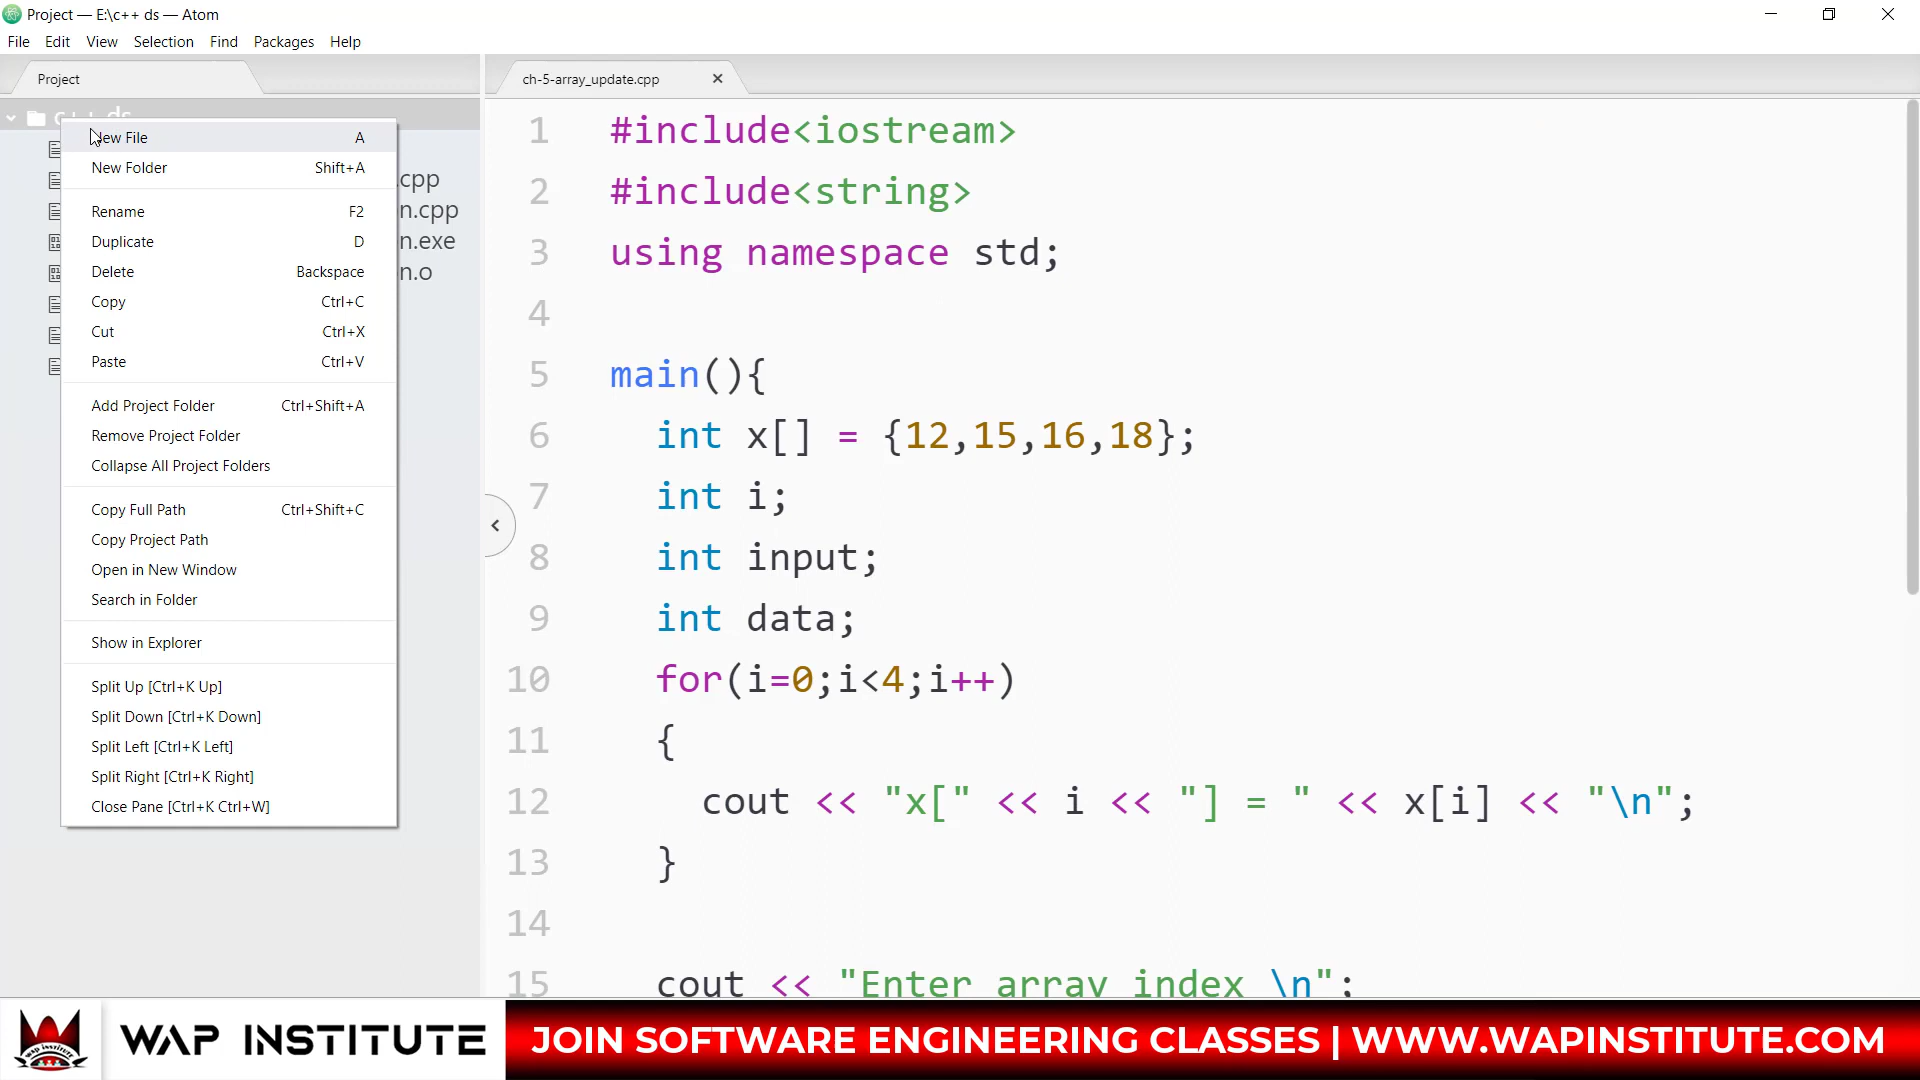 Project — E:\c++ ds — Atom
File Edit View Selection Find Packages Help
Project
ch-5-array_update.cpp
c++ ds
New File A
New Folder Shift+A
Rename F2
Duplicate D
Delete Backspace
Copy Ctrl+C
Cut Ctrl+X
Paste Ctrl+V
Add Project Folder Ctrl+Shift+A
Remove Project Folder
Collapse All Project Folders
Copy Full Path Ctrl+Shift+C
Copy Project Path
Open in New Window
Search in Folder
Show in Explorer
Split Up [Ctrl+K Up]
Split Down [Ctrl+K Down]
Split Left [Ctrl+K Left]
Split Right [Ctrl+K Right]
Close Pane [Ctrl+K Ctrl+W]
.cpp
n.cpp
n.exe
n.o
1 #include<iostream>
2 #include<string>
3 using namespace std;
4
5 main(){
6 int x[] = {12,15,16,18};
7 int i;
8 int input;
9 int data;
10 for(i=0;i<4;i++)
11 {
12 cout << "x[" << i << "] = " << x[i] << "\n";
13 }
14
15 cout << "Enter array index \n";
WAP INSTITUTE
JOIN SOFTWARE ENGINEERING CLASSES | WWW.WAPINSTITUTE.COM